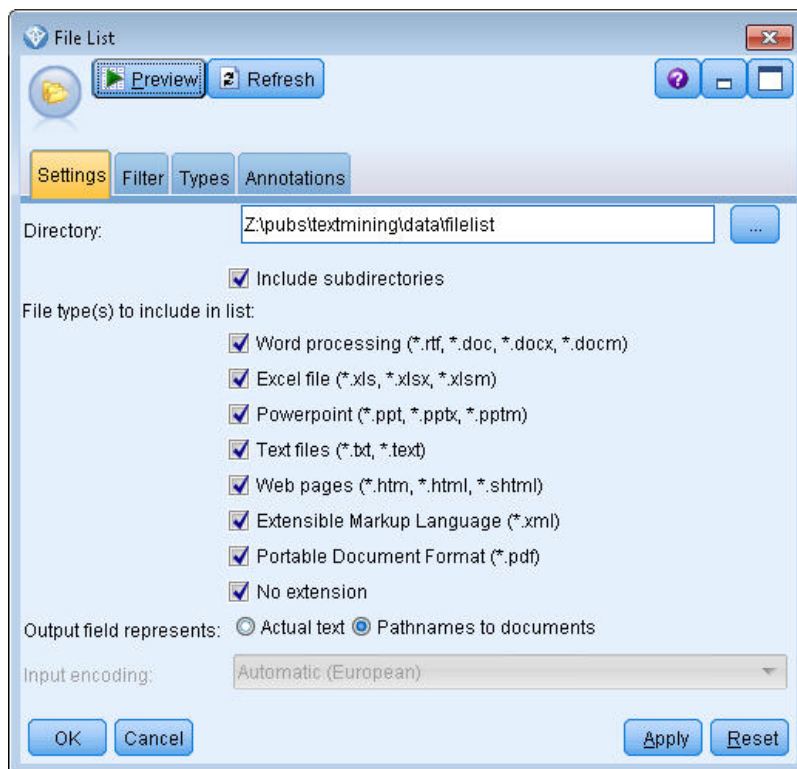 File List
Preview Refresh
Settings Filter Types Annotations
Directory: Z:\pubs\textmining\data\filelist ...
Include subdirectories
File type(s) to include in list:
Word processing (*.rtf, *.doc, *.docx, *.docm)
Excel file (*.xls, *.xlsx, *.xlsm)
Powerpoint (*.ppt, *.pptx, *.pptm)
Text files (*.txt, *.text)
Web pages (*.htm, *.html, *.shtml)
Extensible Markup Language (*.xml)
Portable Document Format (*.pdf)
No extension
Output field represents: Actual text Pathnames to documents
Input encoding: Automatic (European)
OK Cancel Apply Reset